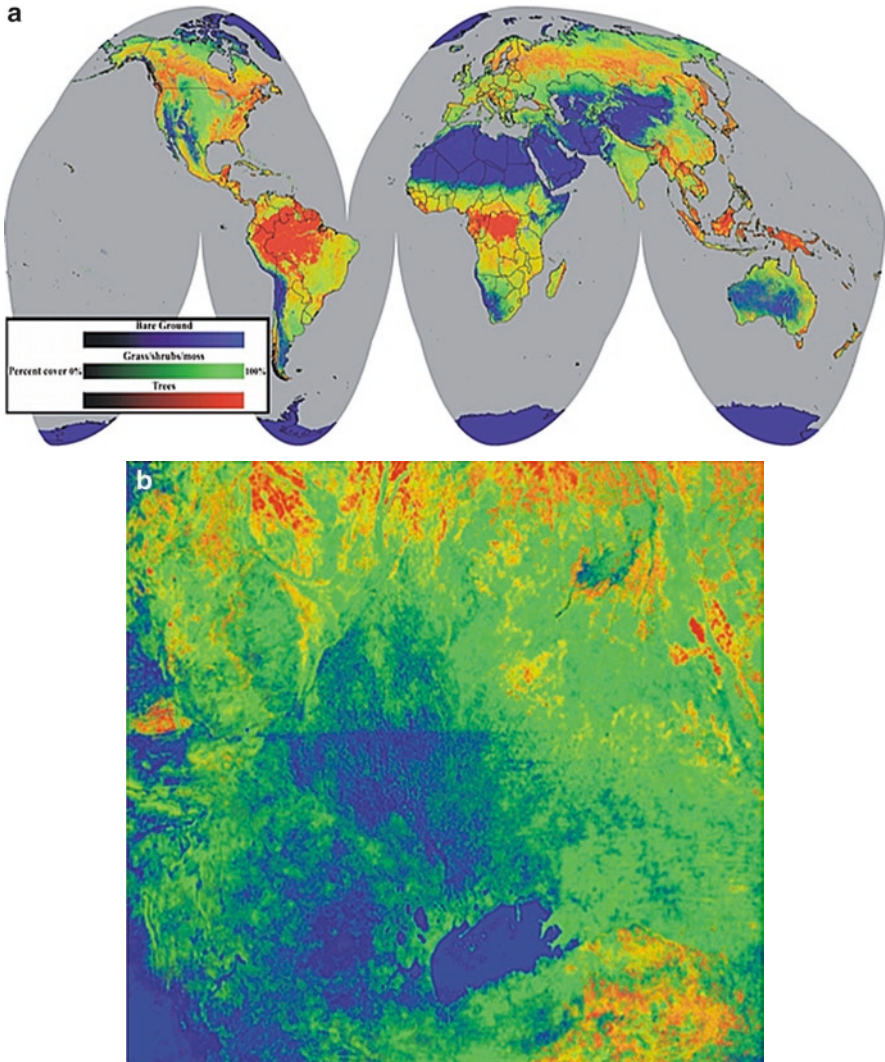 a
Bare Ground
Grass/shrubs/moss
Percent cover 0% 100%
Trees
b